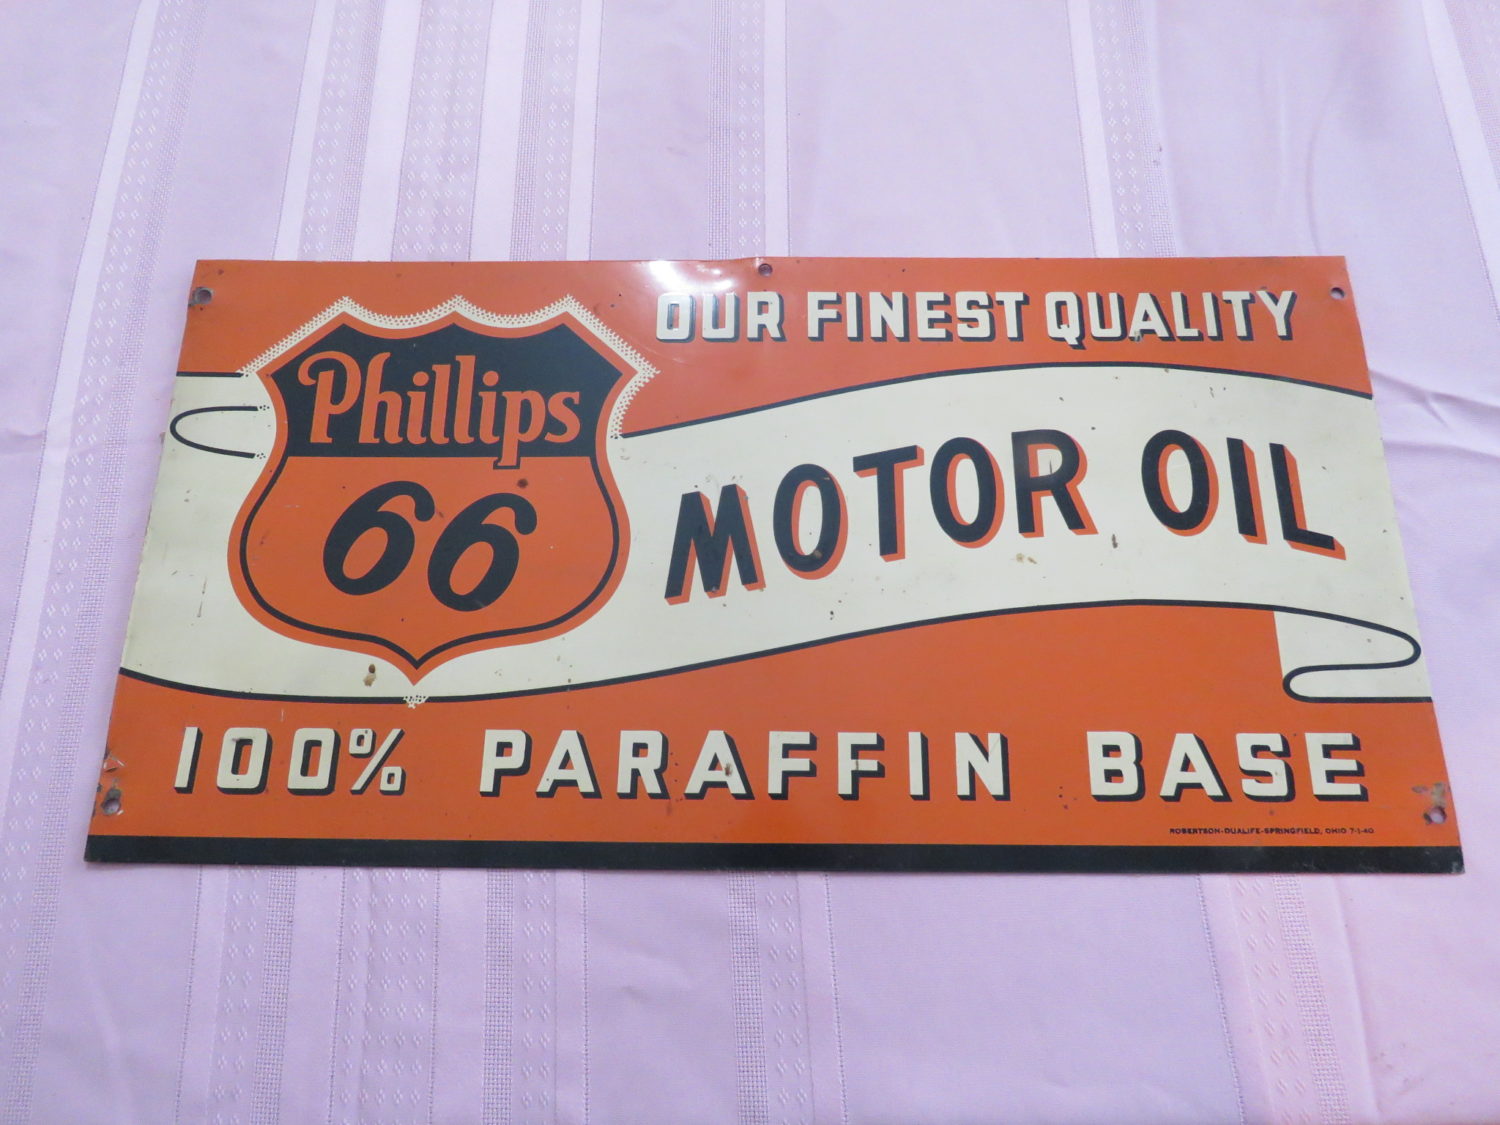 OUR FINEST QUALITY
Phillips
66
MOTOR OIL
100% PARAFFIN BASE
ROBERTSON-DUALIFE-SPRINGFIELD, OHIO 7-1-40